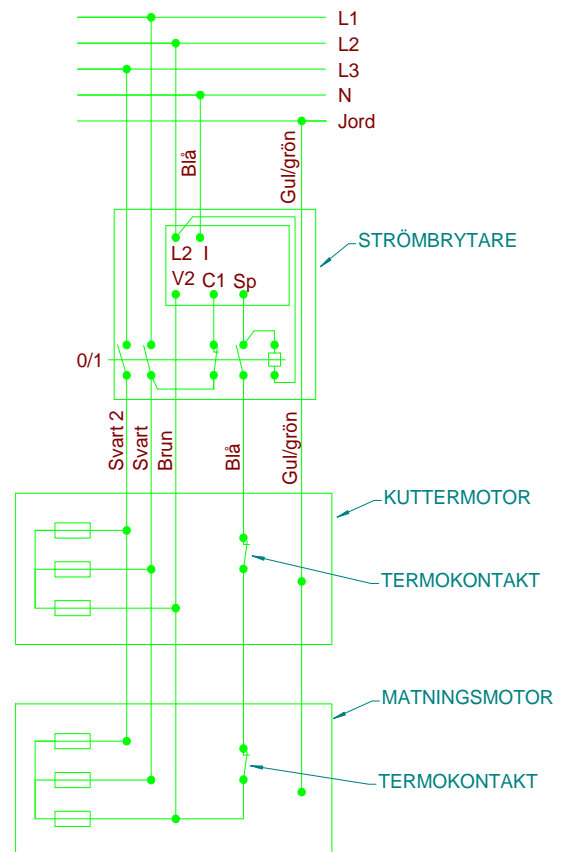 L1
L2
L3
N
Jord
Blå
Gul/grön
STRÖMBRYTARE
L2 I
V2 C1 Sp
0/1
Svart 2
Svart
Brun
Blå
Gul/grön
KUTTERMOTOR
TERMOKONTAKT
MATNINGSMOTOR
TERMOKONTAKT